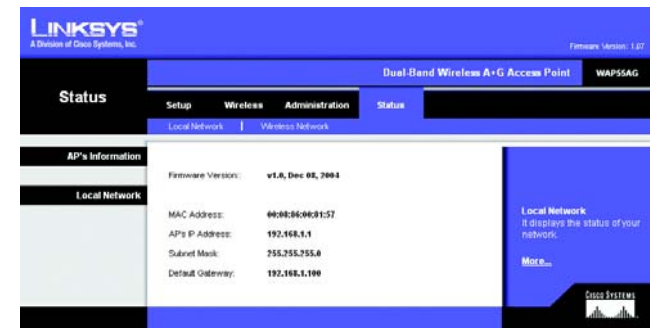 LINKSYS®
A Division of Cisco Systems, Inc.
Firmware Version: 1.07
Dual-Band Wireless A+G Access Point WAP55AG
Status
Setup Wireless Administration Status
Local Network | Wireless Network
AP's Information
Firmware Version: v1.0, Dec 08, 2004
Local Network
MAC Address: 00:08:86:00:01:57
AP's IP Address: 192.168.1.1
Subnet Mask: 255.255.255.0
Default Gateway: 192.168.1.100
Local Network
It displays the status of your
network.
More...
CISCO SYSTEMS